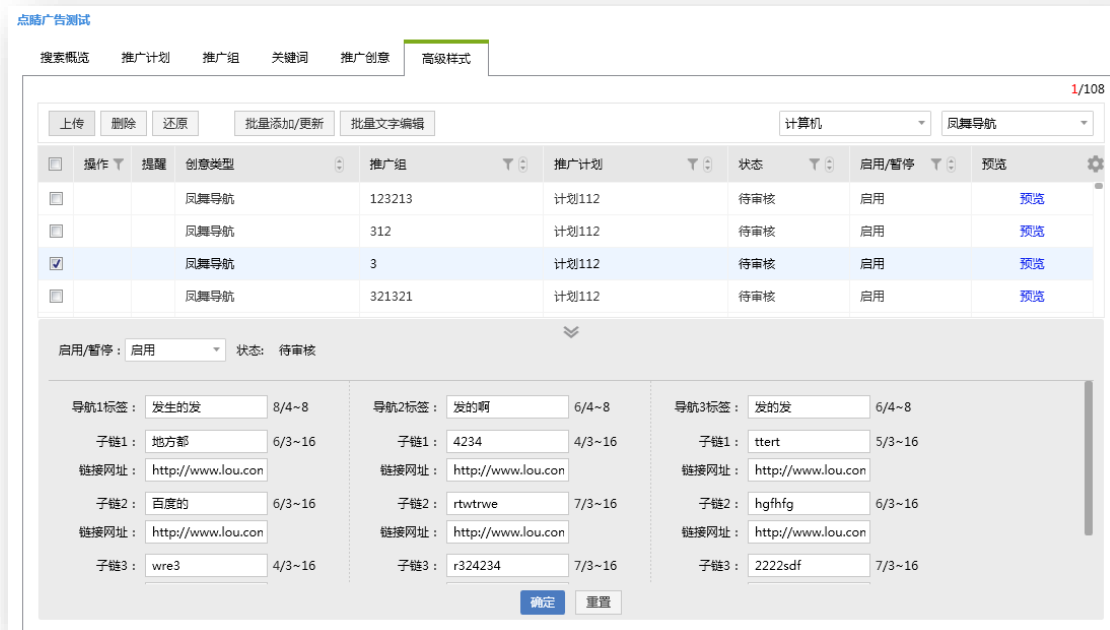 点睛广告测试
搜索概览 推广计划 推广组 关键词 推广创意 高级样式
1/108
上传 删除 还原 批量添加/更新 批量文字编辑 计算机 凤舞导航
操作 提醒 创意类型 推广组 推广计划 状态 启用/暂停 预览
凤舞导航 123213 计划112 待审核 启用 预览
凤舞导航 312 计划112 待审核 启用 预览
凤舞导航 3 计划112 待审核 启用 预览
凤舞导航 321321 计划112 待审核 启用 预览
启用/暂停： 启用 状态: 待审核
导航1标签： 发生的发 8/4~8 导航2标签： 发的啊 6/4~8 导航3标签： 发的发 6/4~8
子链1： 地方都 6/3~16 子链1： 4234 4/3~16 子链1： ttert 5/3~16
链接网址： http://www.lou.con 链接网址： http://www.lou.con 链接网址： http://www.lou.con
子链2： 百度的 6/3~16 子链2： rtwtrwe 7/3~16 子链2： hgfhfg 6/3~16
链接网址： http://www.lou.con 链接网址： http://www.lou.con 链接网址： http://www.lou.con
子链3： wre3 4/3~16 子链3： r324234 7/3~16 子链3： 2222sdf 7/3~16
确定 重置